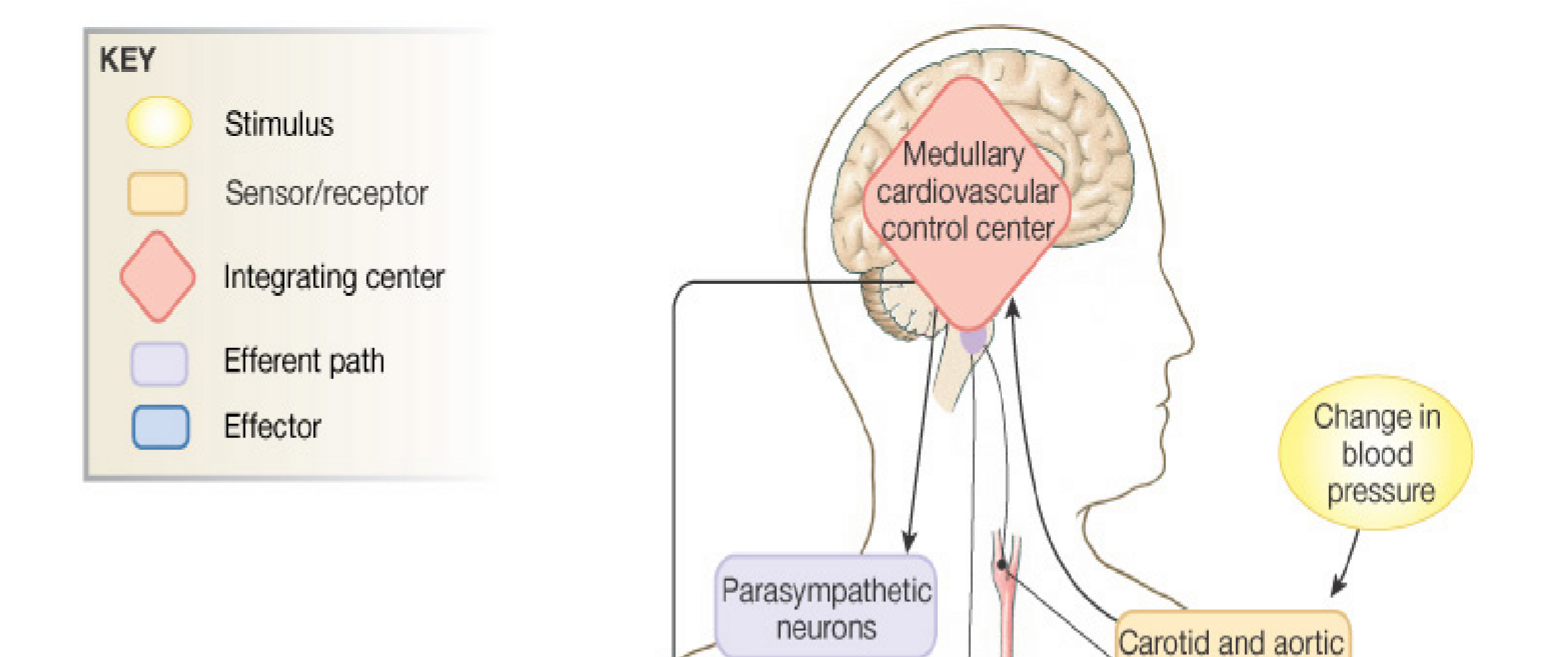 KEY
Stimulus
Sensor/receptor
Integrating center
Efferent path
Effector
Medullary
cardiovascular
control center
Change in
blood
pressure
Parasympathetic
neurons
Carotid and aortic